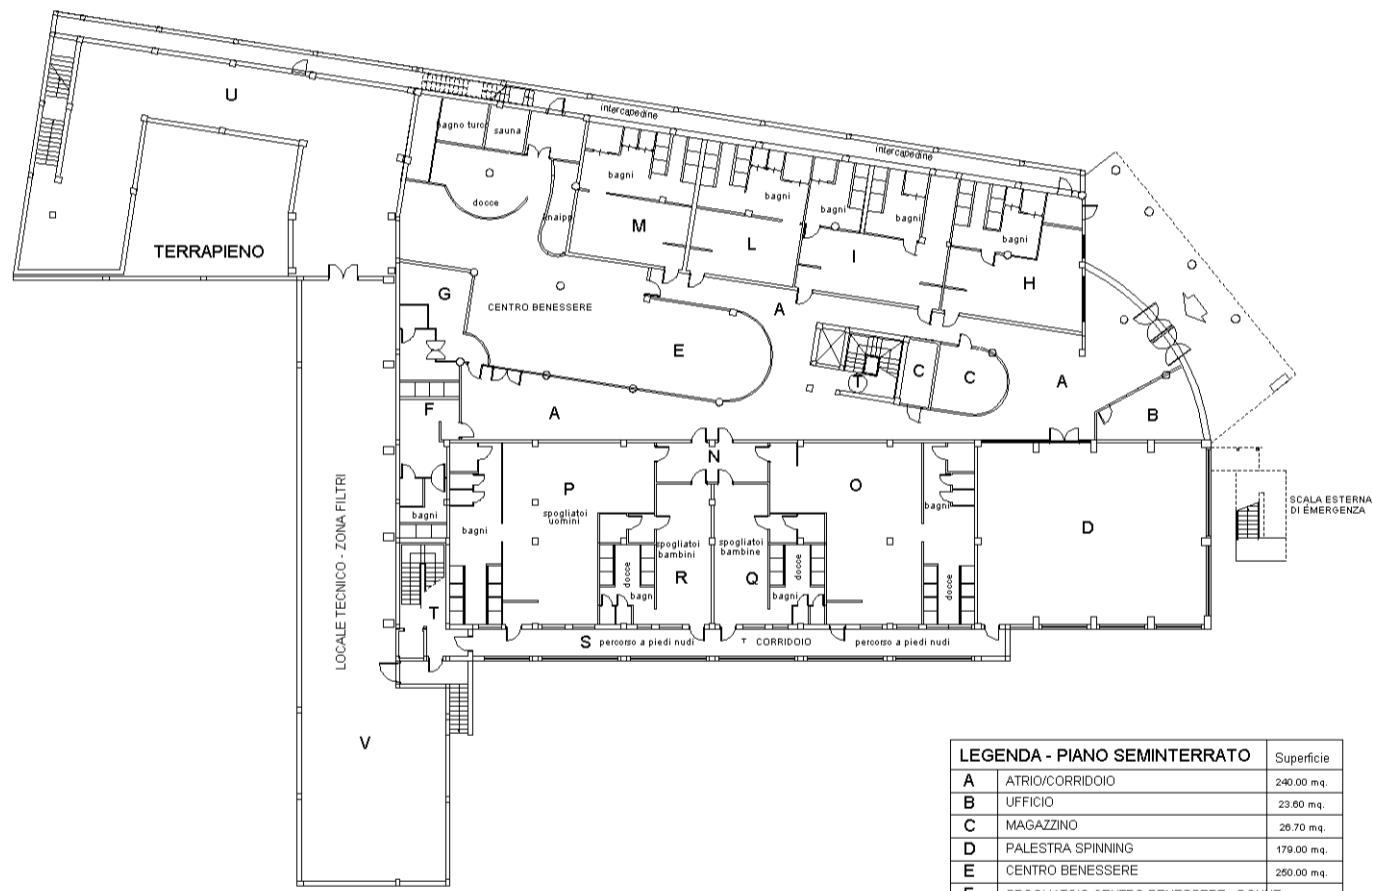 U
intercapedine
intercapedine
bagno turco
sauna
bagni
bagni
bagni
bagni
bagni
docce
M
L
I
H
TERRAPIENO
G
CENTRO BENESSERE
A
E
C
C
T
A
B
F
A
N
P
spogliatoi
uomini
O
D
SCALA ESTERNA
DI EMERGENZA
bagni
bagni
bagni
spogliatoi
bambini
spogliatoi
bambine
docce
docce
docce
R
Q
bagni
T
LOCALE TECNICO - ZONA FILTRI
S percorso a piedi nudi
T CORRIDOIO
percorso a piedi nudi
V
LEGENDA - PIANO SEMINTERRATO Superficie
A ATRIO/CORRIDOIO 240.00 mq.
B UFFICIO 23.60 mq.
C MAGAZZINO 26.70 mq.
D PALESTRA SPINNING 179.00 mq.
E CENTRO BENESSERE 250.00 mq.